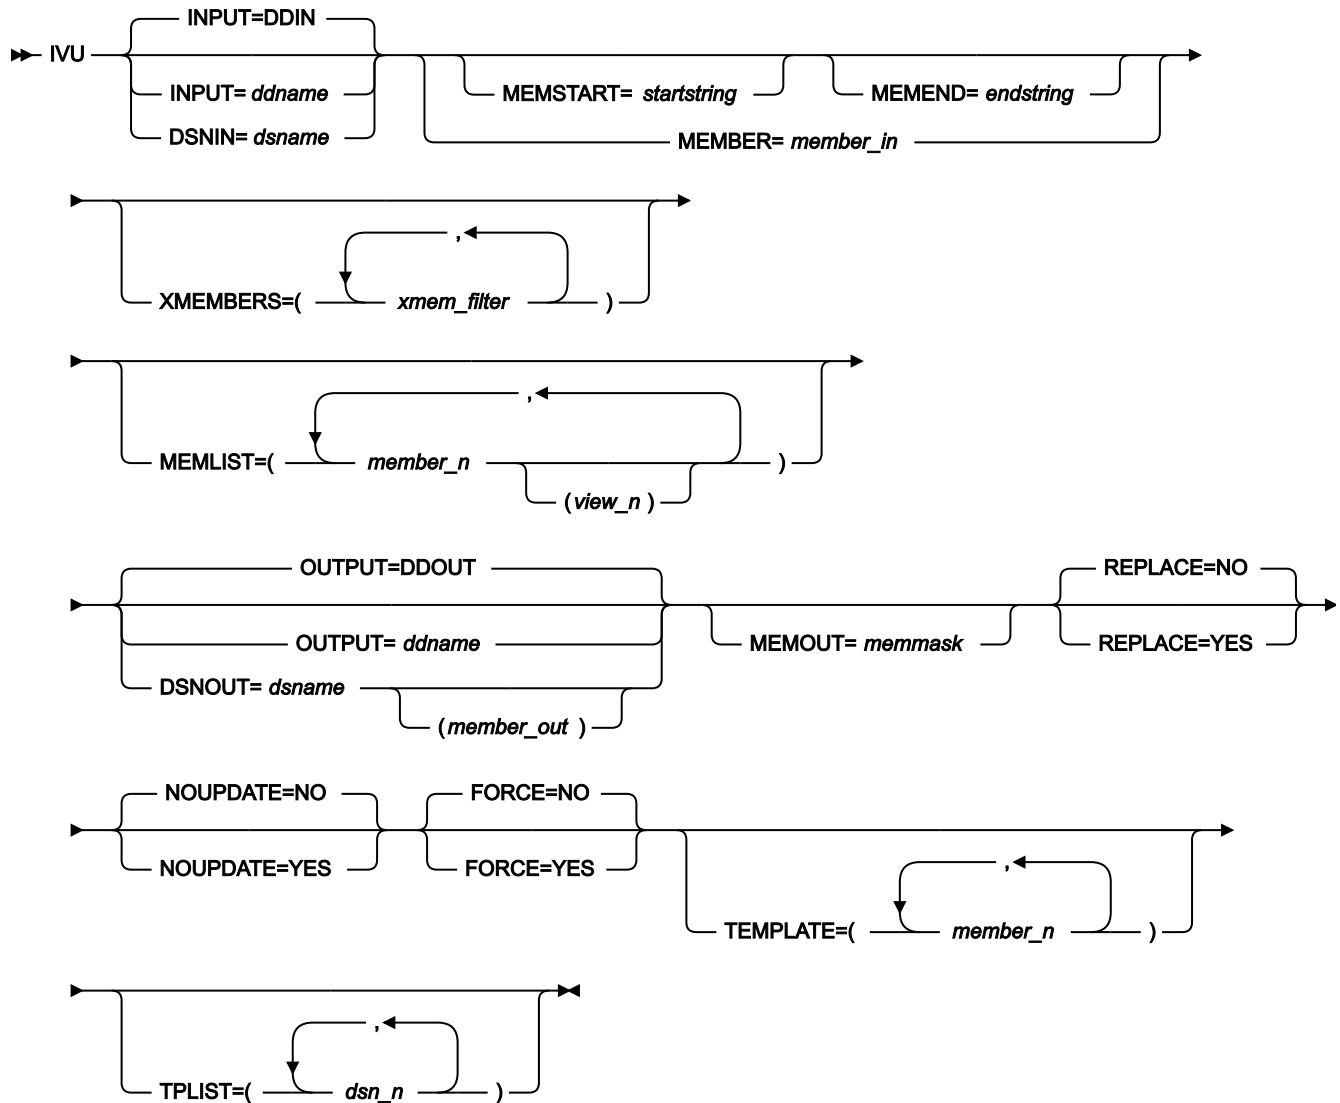 INPUT=DDIN
IVU
INPUT= ddname
DSNIN= dsname
MEMSTART= startstring
MEMEND= endstring
MEMBER= member_in
,
XMEMBERS=( xmem_filter )
,
MEMLIST=( member_n )
(view_n )
OUTPUT=DDOUT
OUTPUT= ddname
DSNOUT= dsname
(member_out )
MEMOUT= memmask
REPLACE=NO
REPLACE=YES
NOUPDATE=NO
NOUPDATE=YES
FORCE=NO
FORCE=YES
,
TEMPLATE=( member_n )
,
TPLIST=( dsn_n )